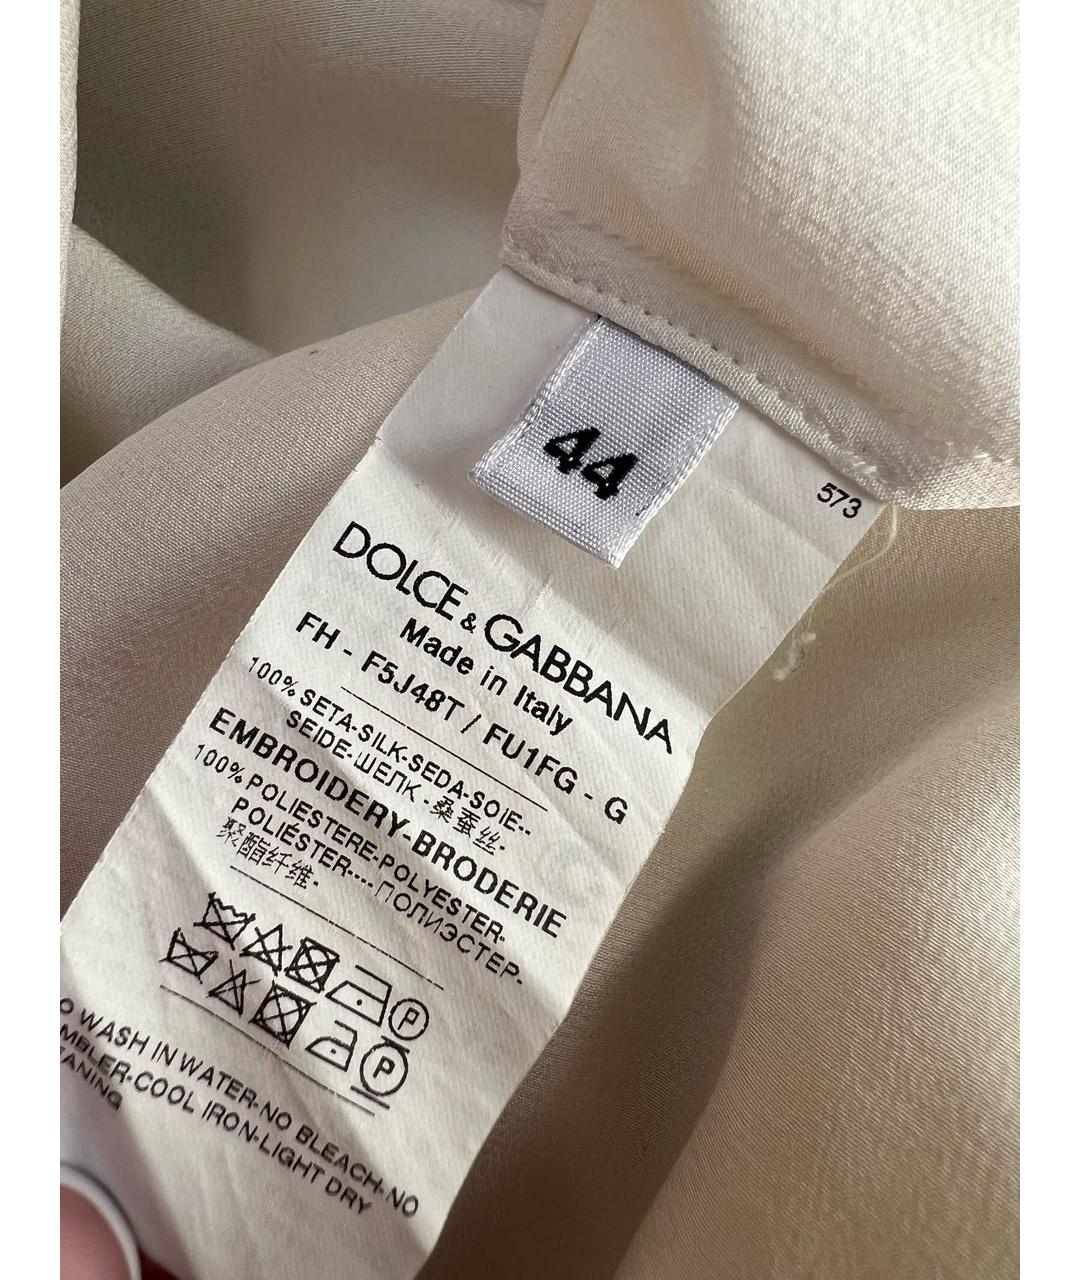 44
573
DOLCE & GABBANA
Made in Italy
FH - F5J48T / FU1FG - G
100% SETA-SILK-SEDA-SOIE--
SEIDE-ШЕЛК-桑蚕丝-
EMBROIDERY-BRODERIE
100% POLIESTERE-POLYESTER-
POLIÉSTER----ПОЛИЭСТЕР-
聚酯纤维-
P
P
WASH IN WATER-NO BLEACH-NO
COOL IRON-LIGHT DRY